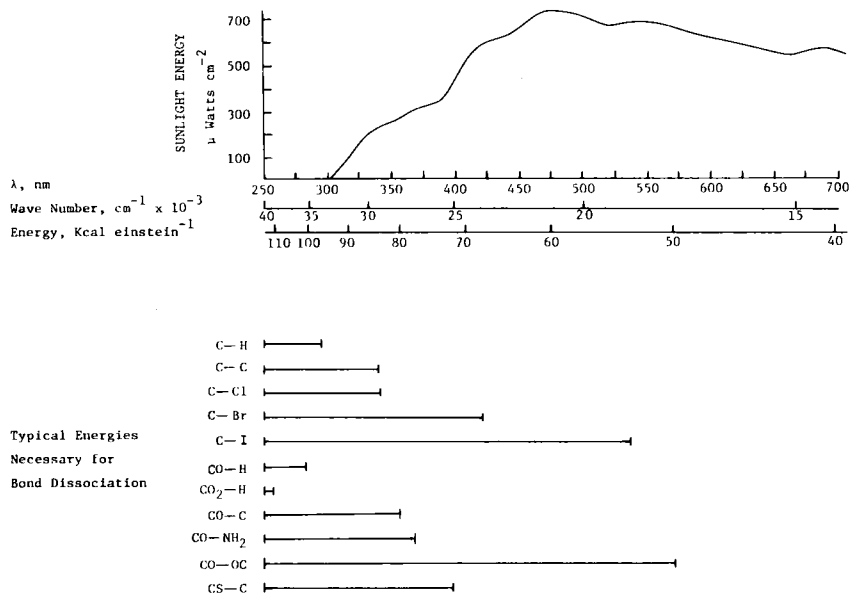 SUNLIGHT ENERGY
μ Watts cm⁻²
700
500
300
100
λ, nm
250 300 350 400 450 500 550 600 650 700
Wave Number, cm⁻¹ x 10⁻³
40 35 30 25 20 15
Energy, Kcal einstein⁻¹
110 100 90 80 70 60 50 40
C—H
C—C
C—Cl
C—Br
Typical Energies
C—I
Necessary for
CO—H
Bond Dissociation
CO₂—H
CO—C
CO—NH₂
CO—OC
CS—C